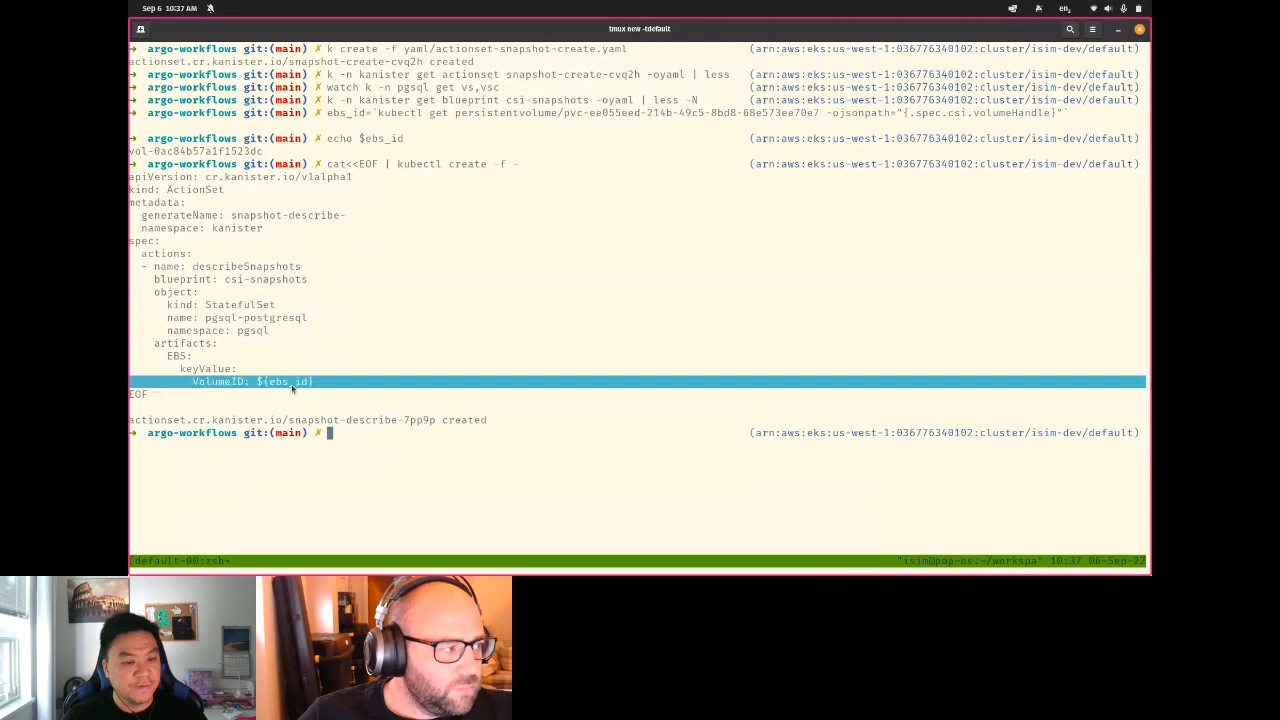 Sep 6 10:37 AM
en₂
tmux new -tdefault
→ argo-workflows git:(main) ✗ k create -f yaml/actionset-snapshot-create.yaml (arn:aws:eks:us-west-1:036776340102:cluster/isim-dev/default)
actionset.cr.kanister.io/snapshot-create-cvq2h created
→ argo-workflows git:(main) ✗ k -n kanister get actionset snapshot-create-cvq2h -oyaml | less (arn:aws:eks:us-west-1:036776340102:cluster/isim-dev/default)
→ argo-workflows git:(main) ✗ watch k -n pgsql get vs,vsc (arn:aws:eks:us-west-1:036776340102:cluster/isim-dev/default)
→ argo-workflows git:(main) ✗ k -n kanister get blueprint csi-snapshots -oyaml | less -N (arn:aws:eks:us-west-1:036776340102:cluster/isim-dev/default)
→ argo-workflows git:(main) ✗ ebs_id=`kubectl get persistentvolume/pvc-ee055eed-214b-49c5-8bd8-68e573ee70e7 -ojsonpath="{.spec.csi.volumeHandle}"`
→ argo-workflows git:(main) ✗ echo $ebs_id (arn:aws:eks:us-west-1:036776340102:cluster/isim-dev/default)
vol-0ac84b57a1f1523dc
→ argo-workflows git:(main) ✗ cat<<EOF | kubectl create -f - (arn:aws:eks:us-west-1:036776340102:cluster/isim-dev/default)
apiVersion: cr.kanister.io/v1alpha1
kind: ActionSet
metadata:
generateName: snapshot-describe-
namespace: kanister
spec:
actions:
- name: describeSnapshots
blueprint: csi-snapshots
object:
kind: StatefulSet
name: pgsql-postgresql
namespace: pgsql
artifacts:
EBS:
keyValue:
VolumeID: ${ebs_id}
EOF
actionset.cr.kanister.io/snapshot-describe-7pp9p created
→ argo-workflows git:(main) ✗ (arn:aws:eks:us-west-1:036776340102:cluster/isim-dev/default)
[default-00:zsh* "isim@pop-os:~/workspa" 10:37 06-Sep-22